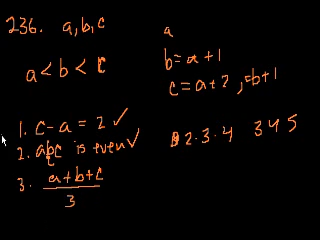 236. a, b, c
a < b < c
1. c - a = 2 ✓
2. abc is even ✓
3. a + b + c / 3
a
b = a + 1
c = a + 2, = b + 1
2 · 3 · 4
3 4 5